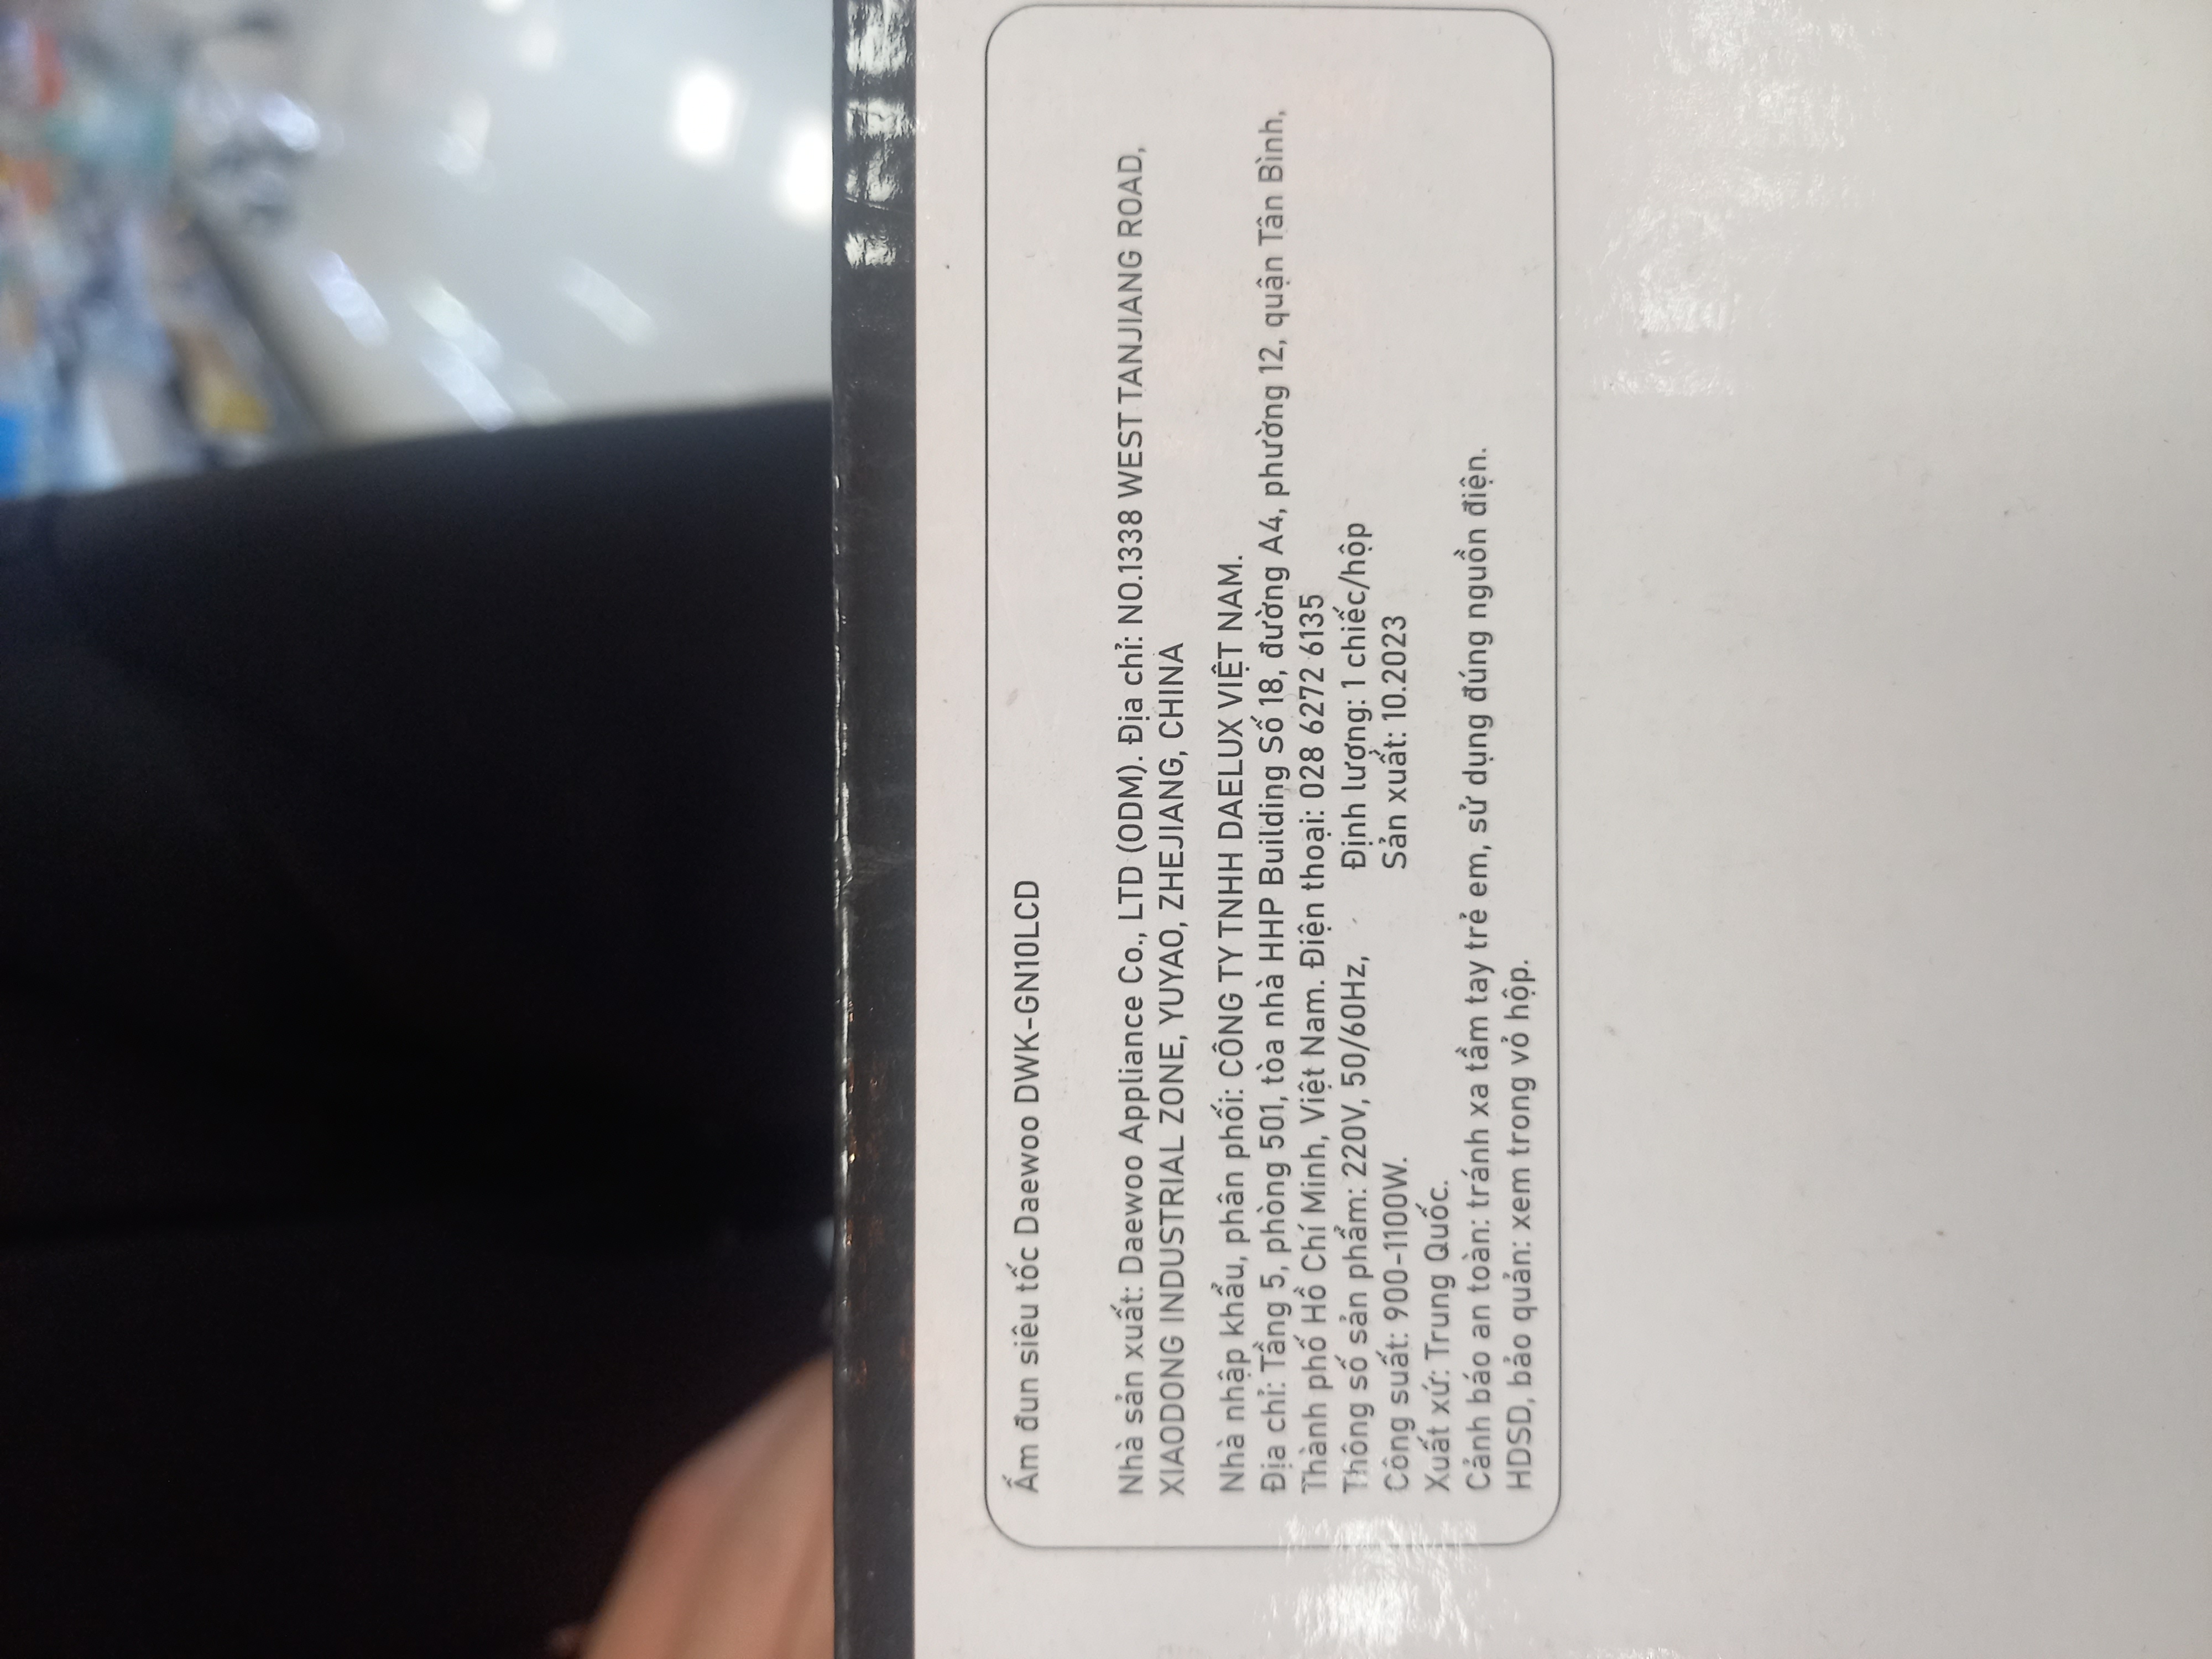 Ấm đun siêu tốc Daewoo DWK-GN10LCD
Nhà sản xuất: Daewoo Appliance Co., LTD (ODM). Địa chỉ: NO.1338 WEST TANJIANG ROAD,
XIAODONG INDUSTRIAL ZONE, YUYAO, ZHEJIANG, CHINA
Nhà nhập khẩu, phân phối: CÔNG TY TNHH DAELUX VIỆT NAM.
Địa chỉ: Tầng 5, phòng 501, tòa nhà HHP Building Số 18, đường A4, phường 12, quận Tân Bình,
Thành phố Hồ Chí Minh, Việt Nam. Điện thoại: 028 6272 6135
Thông số sản phẩm: 220V, 50/60Hz, Định lượng: 1 chiếc/hộp
Công suất: 900-1100W. Sản xuất: 10.2023
Xuất xứ: Trung Quốc.
Cảnh báo an toàn: tránh xa tầm tay trẻ em, sử dụng đúng nguồn điện.
HDSD, bảo quản: xem trong vỏ hộp.